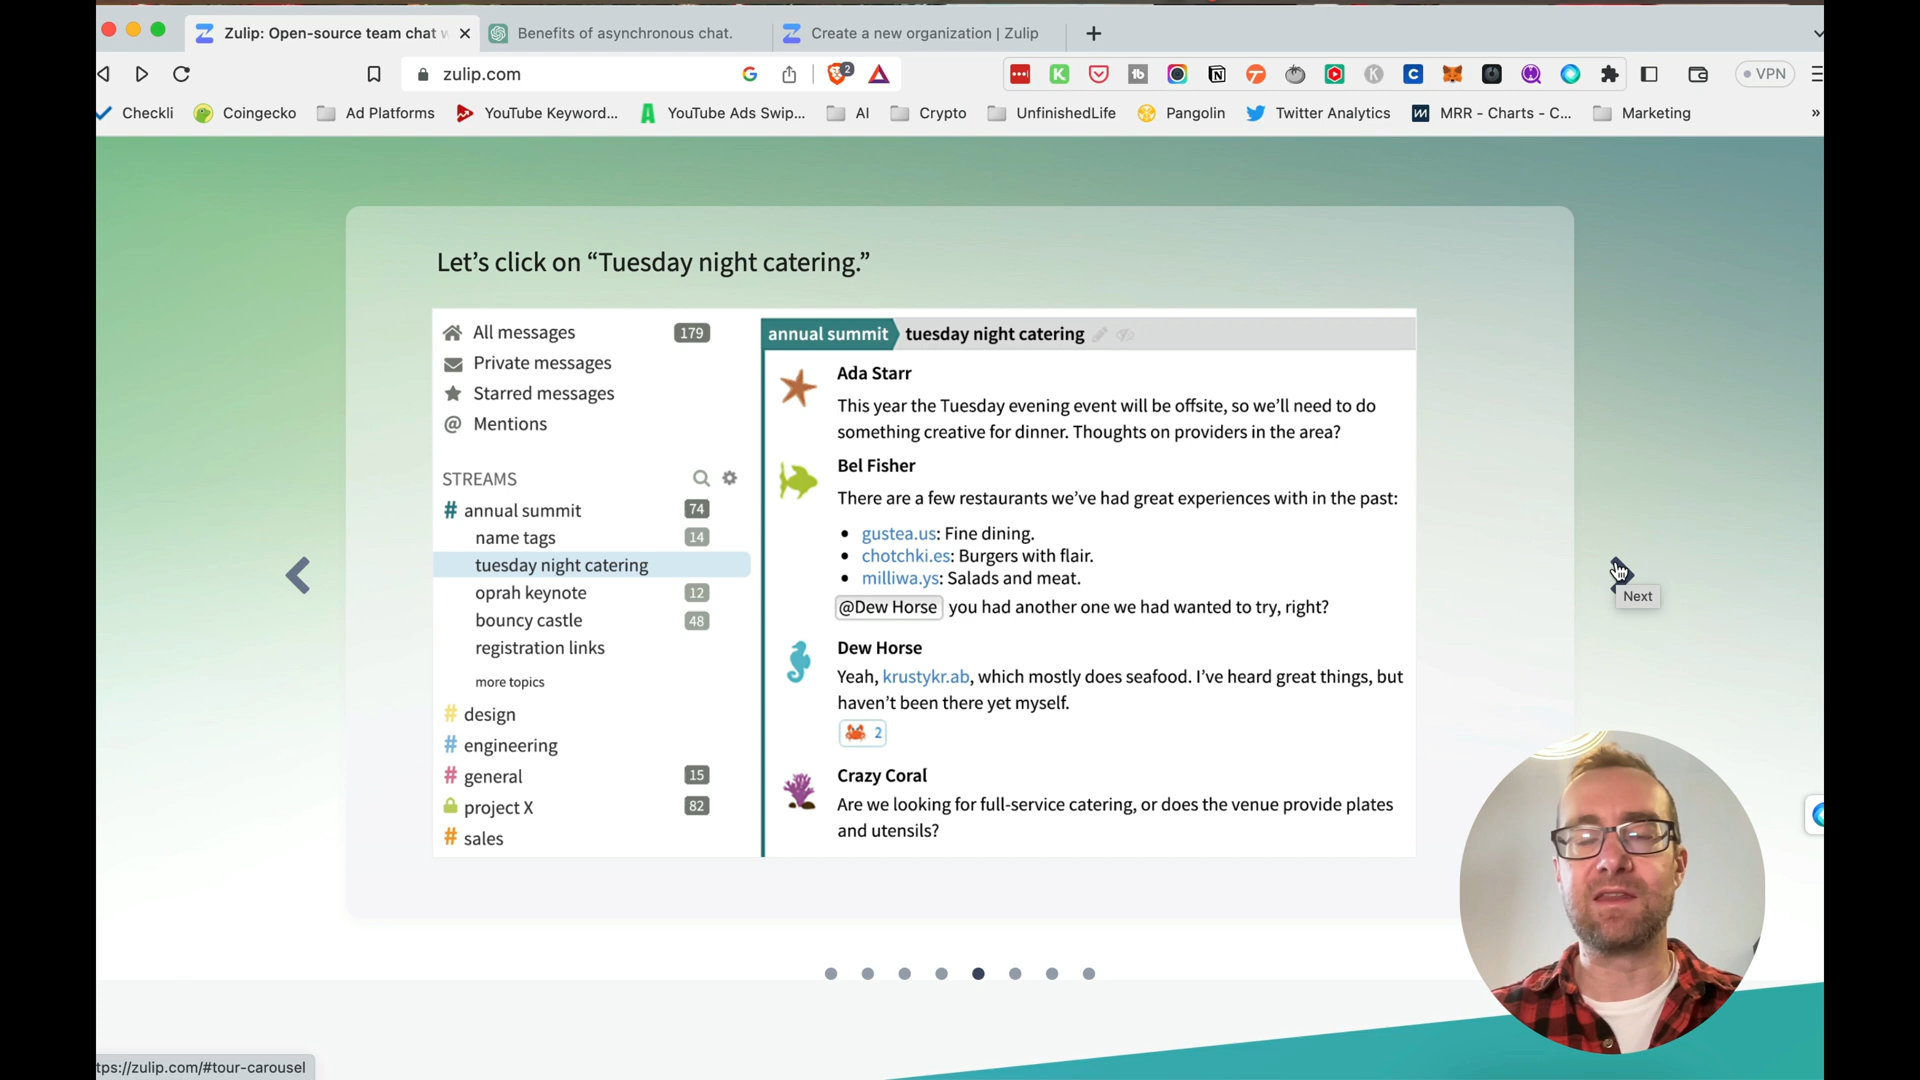 Zulip: Open-source team chat w
Benefits of asynchronous chat.
Create a new organization | Zulip
zulip.com
2
VPN
Checkli
Coingecko
Ad Platforms
YouTube Keyword...
YouTube Ads Swip...
AI
Crypto
UnfinishedLife
Pangolin
Twitter Analytics
MRR - Charts - C...
Marketing
»
Let’s click on “Tuesday night catering.”
All messages 179
Private messages
Starred messages
@ Mentions
STREAMS
# annual summit 74
name tags 14
tuesday night catering
oprah keynote 12
bouncy castle 48
registration links
more topics
# design
# engineering
# general 15
project X 82
# sales
annual summit tuesday night catering
Ada Starr
This year the Tuesday evening event will be offsite, so we’ll need to do
something creative for dinner. Thoughts on providers in the area?
Bel Fisher
There are a few restaurants we’ve had great experiences with in the past:
• gustea.us: Fine dining.
• chotchki.es: Burgers with flair.
• milliwa.ys: Salads and meat.
@Dew Horse you had another one we had wanted to try, right?
Dew Horse
Yeah, krustykr.ab, which mostly does seafood. I’ve heard great things, but
haven’t been there yet myself.
2
Crazy Coral
Are we looking for full-service catering, or does the venue provide plates
and utensils?
Next
tps://zulip.com/#tour-carousel